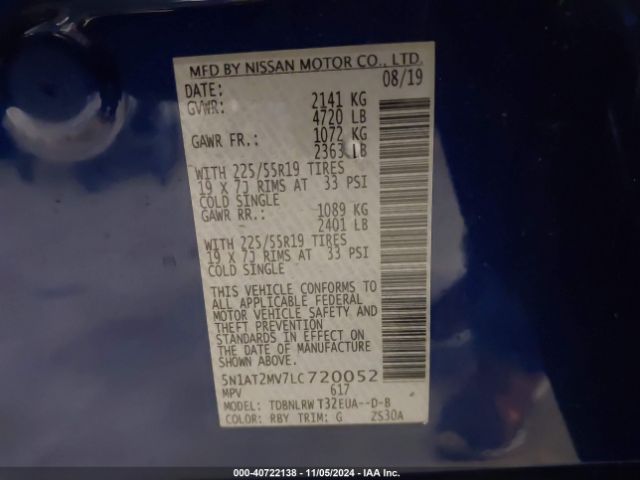 MFD BY NISSAN MOTOR CO., LTD.
DATE: 08/19
GVWR: 2141 KG
4720 LB
GAWR FR.: 1072 KG
2363 LB
WITH 225/55R19 TIRES
19 X 7J RIMS AT 33 PSI
COLD SINGLE
GAWR RR.: 1089 KG
2401 LB
WITH 225/55R19 TIRES
19 X 7J RIMS AT 33 PSI
COLD SINGLE
THIS VEHICLE CONFORMS TO
ALL APPLICABLE FEDERAL
MOTOR VEHICLE SAFETY AND
THEFT PREVENTION
STANDARDS IN EFFECT ON
THE DATE OF MANUFACTURE
SHOWN ABOVE.
5N1AT2MV7LC720052
MPV 617
MODEL: TDBNLRWT32EUA--D-B
COLOR: RBY TRIM: G 2S30A
000-40722138 - 11/05/2024 - IAA Inc.